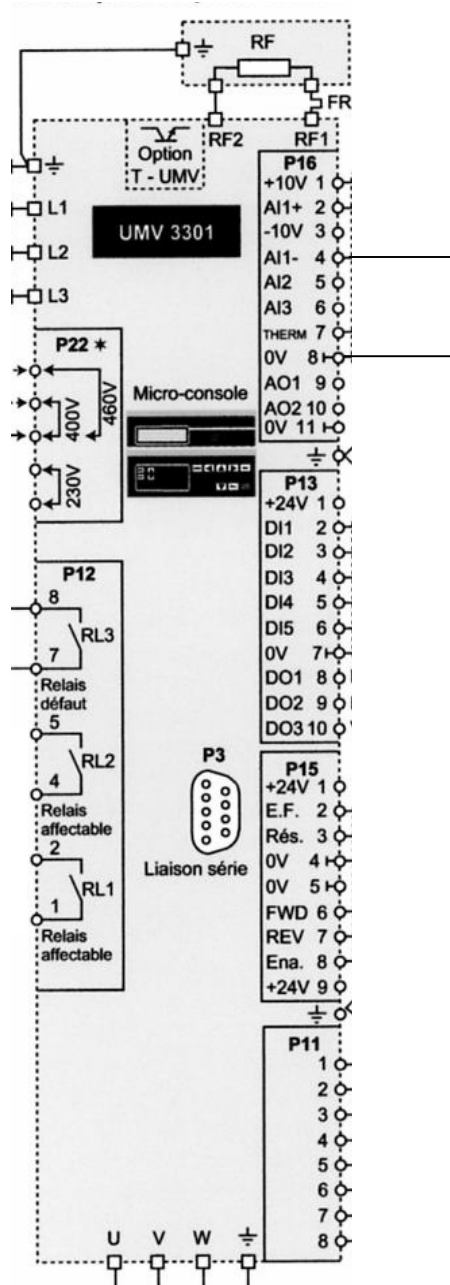 RF
FR
RF2
RF1
Option
T - UMV
L1
L2
L3
UMV 3301
P16
+10V 1
AI1+ 2
-10V 3
AI1- 4
AI2 5
AI3 6
THERM 7
0V 8
AO1 9
AO2 10
0V 11
P22 *
460V
400V
230V
Micro-console
P13
+24V 1
DI1 2
DI2 3
DI3 4
DI4 5
DI5 6
0V 7
DO1 8
DO2 9
DO3 10
P12
8
RL3
7
Relais
défaut
5
RL2
4
Relais
affectable
2
RL1
1
Relais
affectable
P3
Liaison série
P15
+24V 1
E.F. 2
Rés. 3
0V 4
0V 5
FWD 6
REV 7
Ena. 8
+24V 9
P11
1
2
3
4
5
6
7
8
U V W